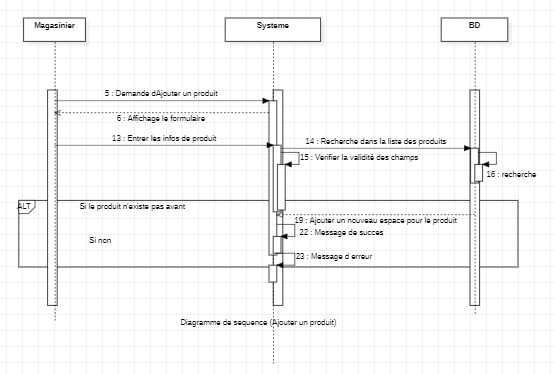 Magasinier
Systeme
BD
5 : Demande dAjouter un produit
6 : Affichage le formulaire
13 : Entrer les infos de produit
14 : Recherche dans la liste des produits
15 : Verifier la validité des champs
16 : recherche
ALT
Si le produit n'existe pas avant
19 : Ajouter un nouveau espace pour le produit
22 : Message de succes
Si non
23 : Message d erreur
Diagramme de sequence (Ajouter un produit)